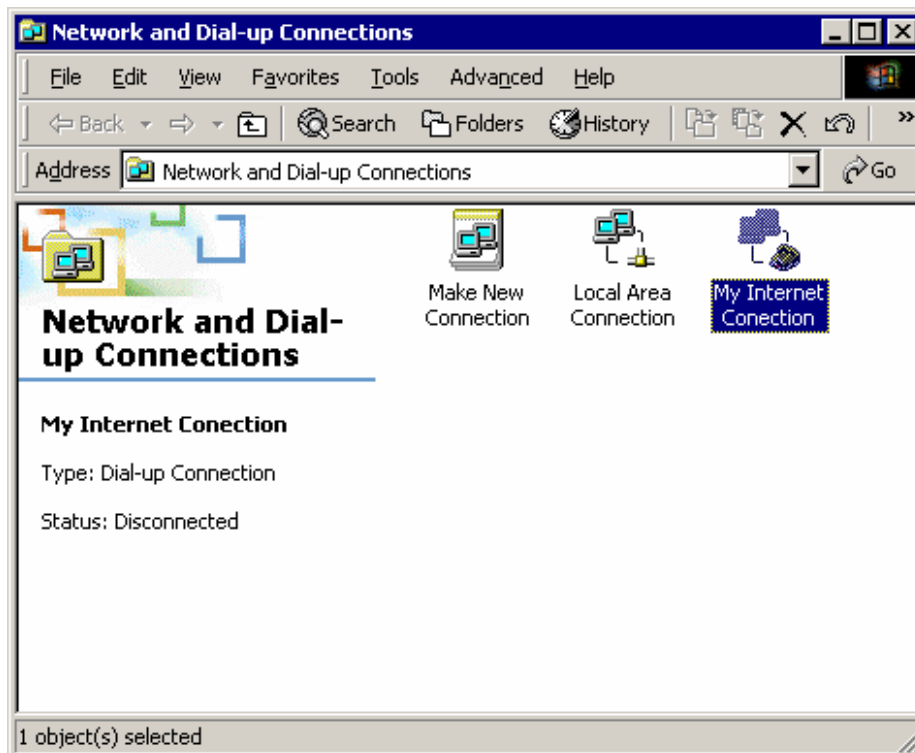 Network and Dial-up Connections
File Edit View Favorites Tools Advanced Help
Back Search Folders History »
Address Network and Dial-up Connections Go
Make New
Connection
Local Area
Connection
My Internet
Conection
Network and Dial-
up Connections
My Internet Conection
Type: Dial-up Connection
Status: Disconnected
1 object(s) selected